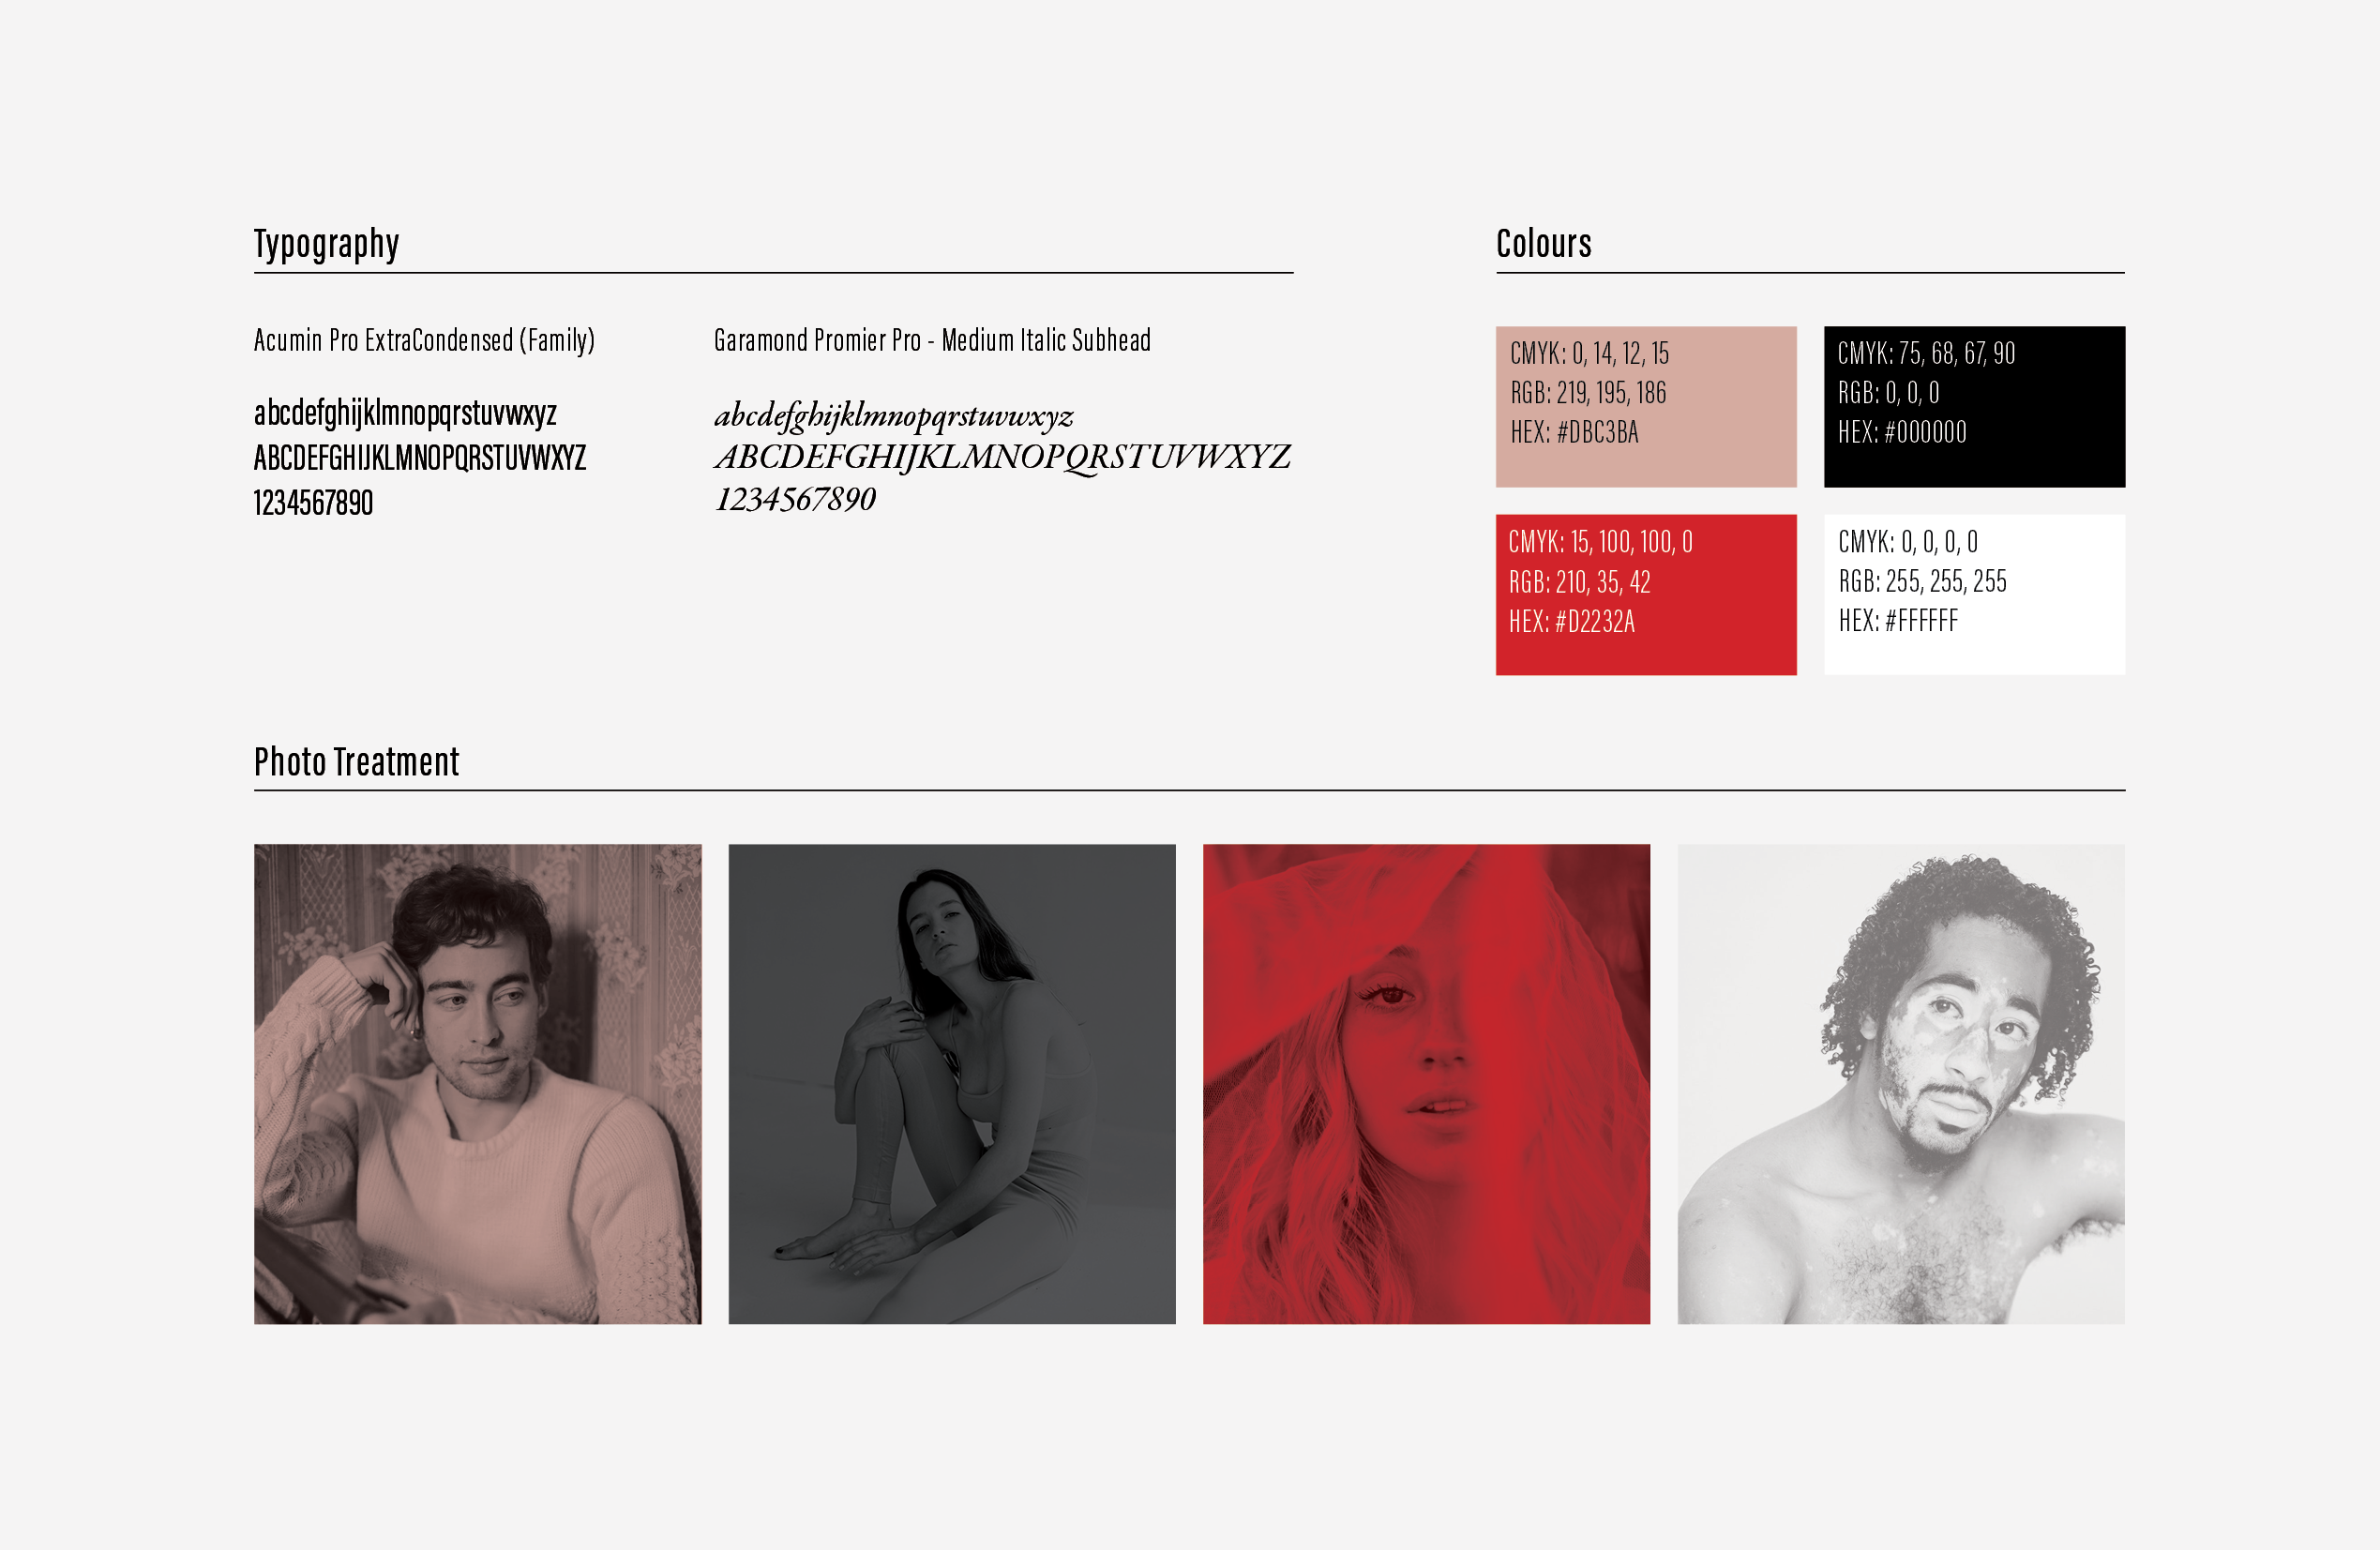 Typography
Acumin Pro ExtraCondensed (Family)
abcdefghijklmnopqrstuvwxyz
ABCDEFGHIJKLMNOPQRSTUVWXYZ
1234567890
Garamond Promier Pro - Medium Italic Subhead
abcdefghijklmnopqrstuvwxyz
ABCDEFGHIJKLMNOPQRSTUVWXYZ
1234567890
Colours
CMYK: 0, 14, 12, 15
RGB: 219, 195, 186
HEX: #DBC3BA
CMYK: 75, 68, 67, 90
RGB: 0, 0, 0
HEX: #000000
CMYK: 15, 100, 100, 0
RGB: 210, 35, 42
HEX: #D2232A
CMYK: 0, 0, 0, 0
RGB: 255, 255, 255
HEX: #FFFFFF
Photo Treatment